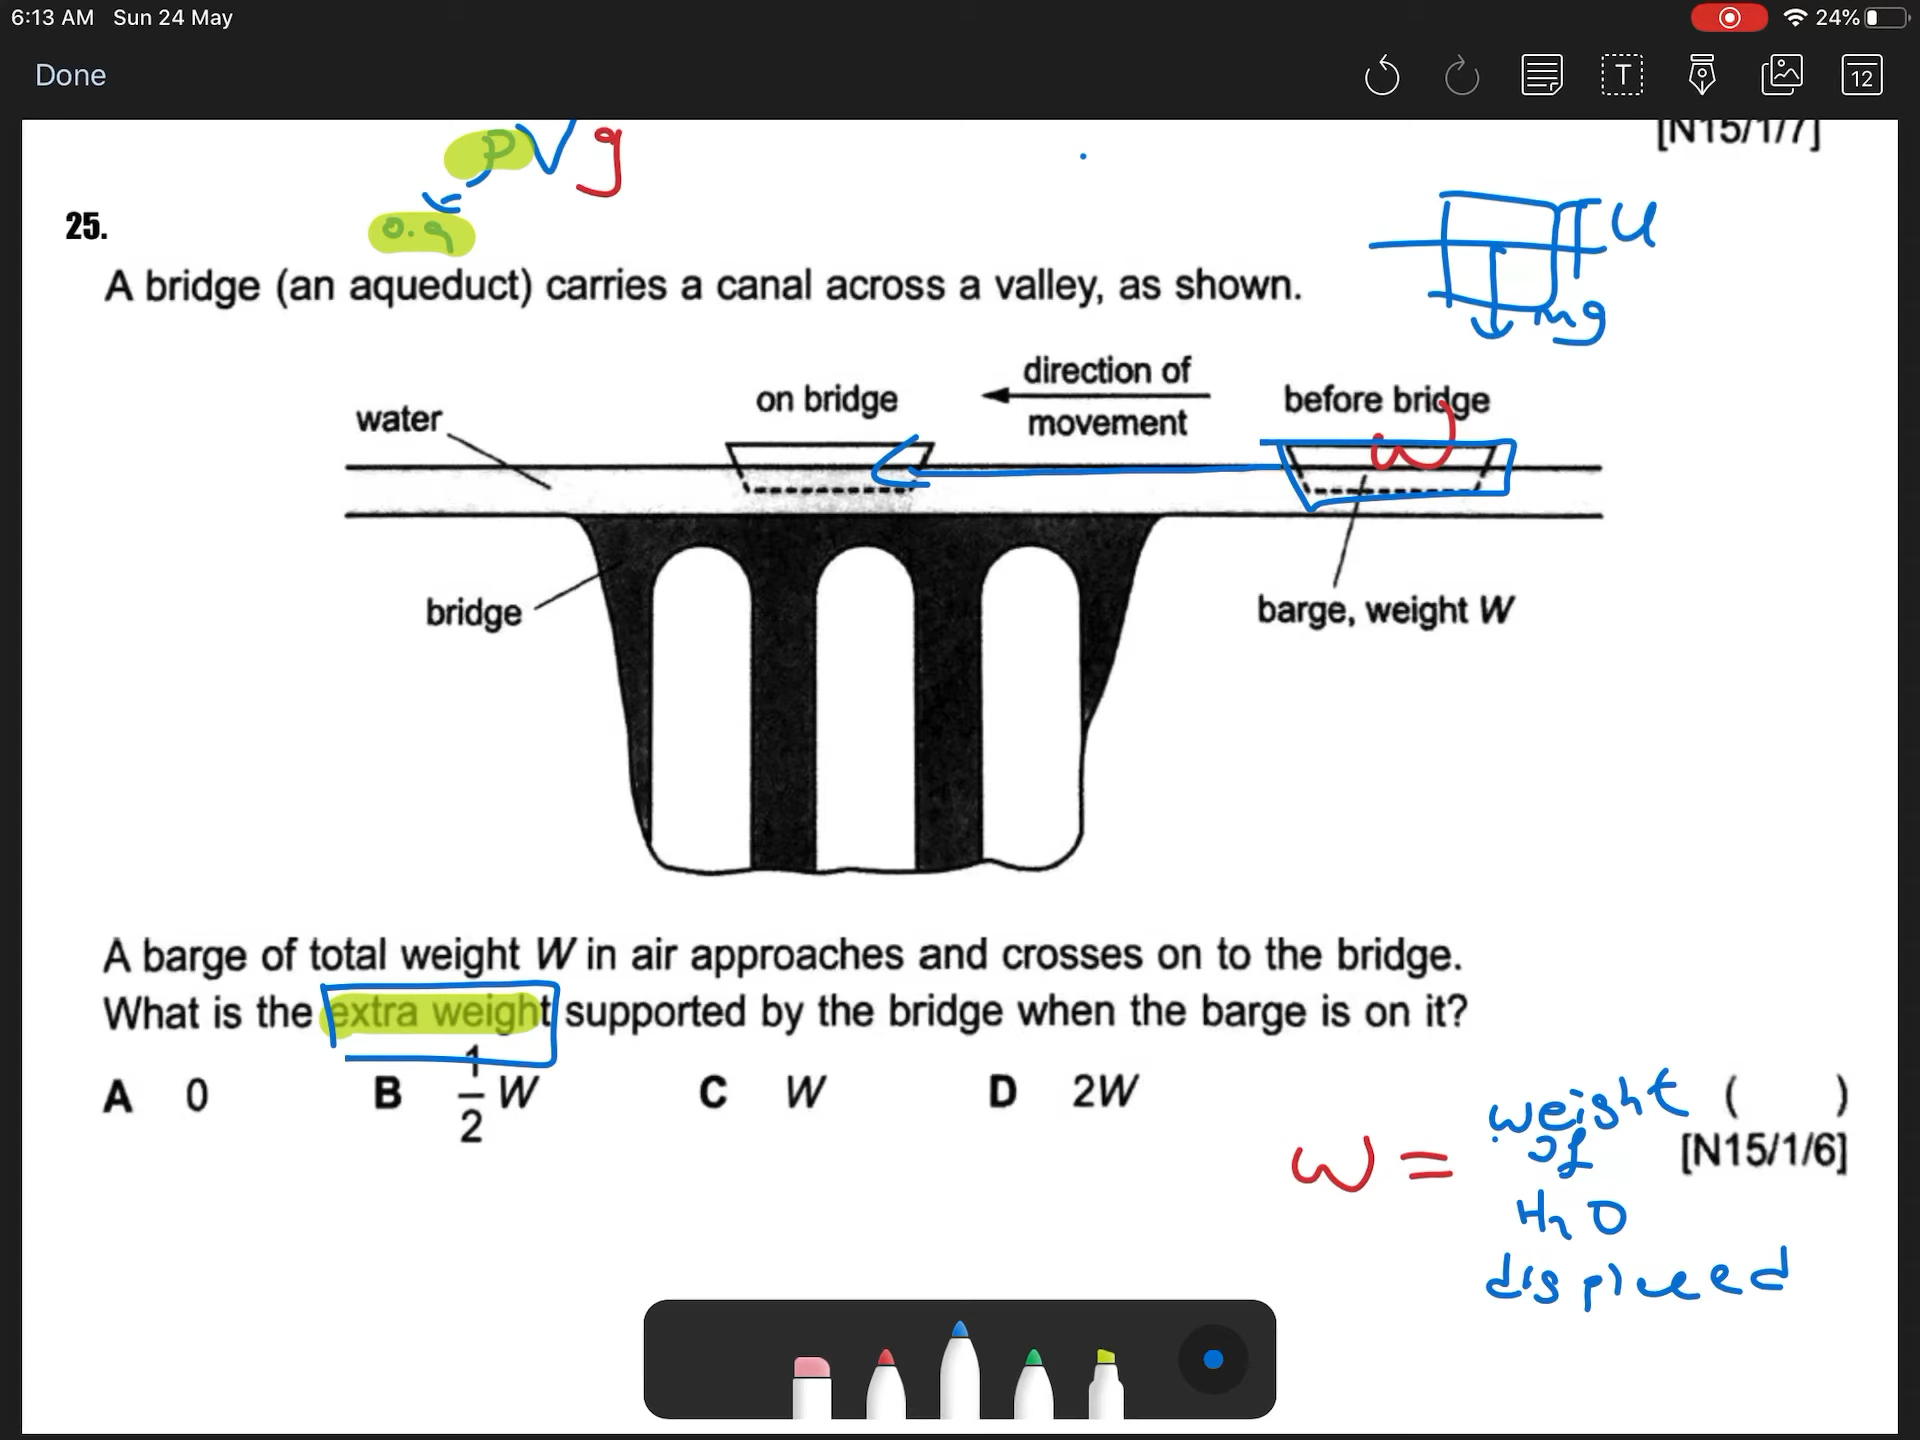 6:13 AM Sun 24 May
24%
Done
T
12
[N15/1/7]
ρVg
0.9
25.
U
mg
A bridge (an aqueduct) carries a canal across a valley, as shown.
direction of
movement
on bridge
before bridge
water
W
bridge
barge, weight W
A barge of total weight W in air approaches and crosses on to the bridge.
What is the extra weight supported by the bridge when the barge is on it?
A 0 B 1/2 W C W D 2W
( )
[N15/1/6]
W = weight
of
H2O